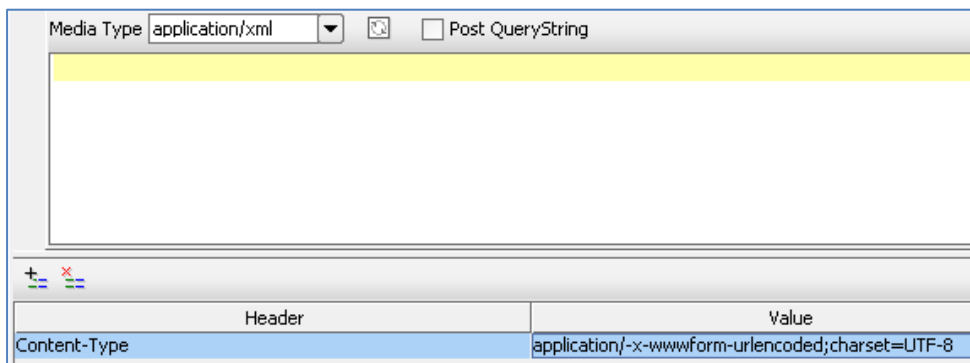 Media Type application/xml Post QueryString
Header Value
Content-Type application/-x-wwwform-urlencoded;charset=UTF-8